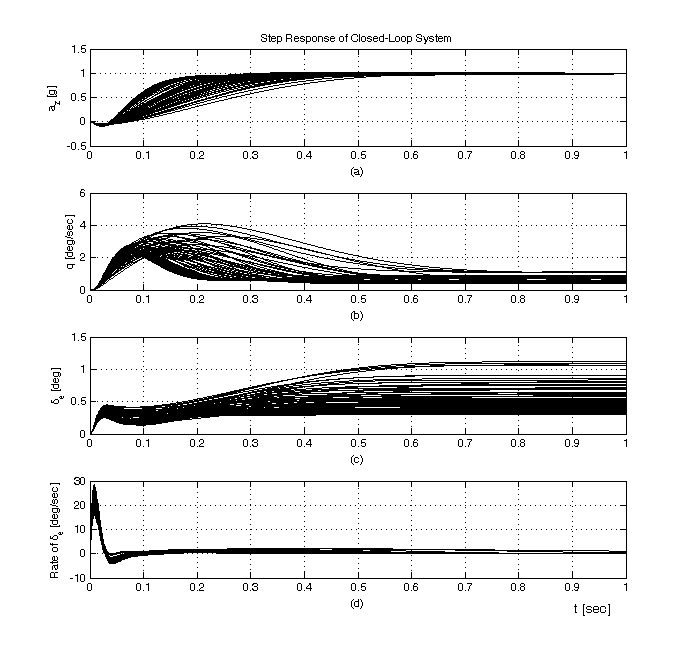 Step Response of Closed-Loop System
1.5
1
0.5
0
-0.5
a_z [g]
0 0.1 0.2 0.3 0.4 0.5 0.6 0.7 0.8 0.9 1
(a)
6
4
2
0
q [deg/sec]
0 0.1 0.2 0.3 0.4 0.5 0.6 0.7 0.8 0.9 1
(b)
1.5
1
0.5
0
δ_e [deg]
0 0.1 0.2 0.3 0.4 0.5 0.6 0.7 0.8 0.9 1
(c)
30
20
10
0
-10
Rate of δ_e [deg/sec]
0 0.1 0.2 0.3 0.4 0.5 0.6 0.7 0.8 0.9 1
(d)
t [sec]